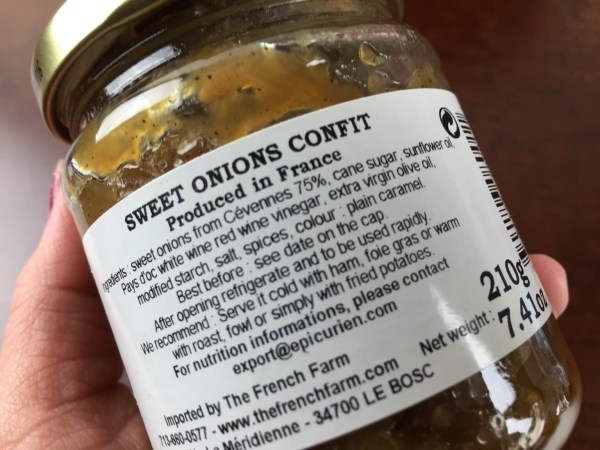 SWEET ONIONS CONFIT
Produced in France
ingredients : sweet onions from Cévennes 75%, cane sugar, sunflower oil,
Pays d'oc white wine red wine vinegar, extra virgin olive oil,
modified starch, salt, spices, colour : plain caramel.
Best before : see date on the cap.
After opening refrigerate and to be used rapidly.
We recommend : Serve it cold with ham, foie gras or warm
with roast, fowl or simply with fried potatoes.
For nutrition informations, please contact
export@epicurien.com
Imported by The French Farm
713-660-0577 - www.thefrenchfarm.com
Méridienne - 34700 LE BOSC
Net weight :
210g
7.41oz